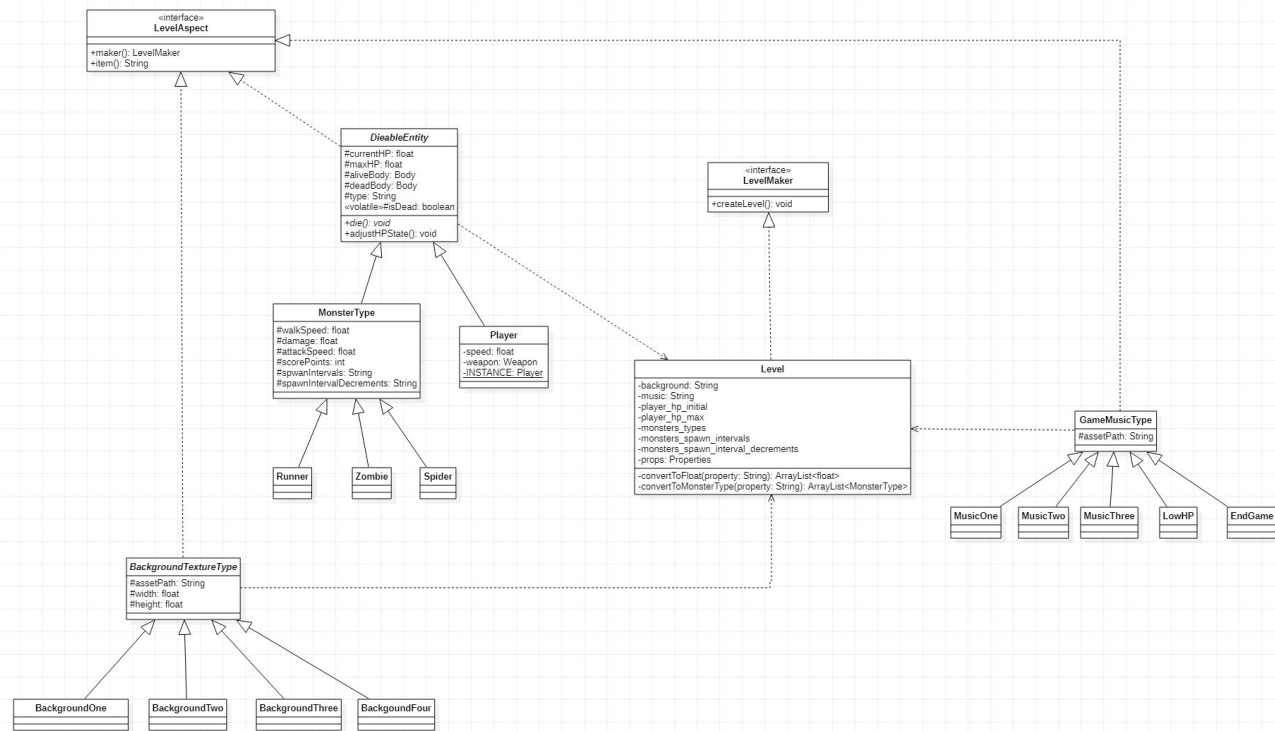 «interface»
LevelAspect
+maker(): LevelMaker
+item(): String
DieableEntity
#currentHP: float
#maxHP: float
#aliveBody: Body
#deadBody: Body
#type: String
«volatile»#isDead: boolean
+die(): void
+adjustHPState(): void
«interface»
LevelMaker
+createLevel(): void
MonsterType
#walkSpeed: float
#damage: float
#attackSpeed: float
#scorePoints: int
#spwanIntervals: String
#spawnIntervalDecrements: String
Player
-speed: float
-weapon: Weapon
-INSTANCE: Player
Level
-background: String
-music: String
-player_hp_initial
-player_hp_max
-monsters_types
-monsters_spawn_intervals
-monsters_spawn_interval_decrements
-props: Properties
-convertToFloat(property: String): ArrayList<float>
-convertToMonsterType(property: String): ArrayList<MonsterType>
GameMusicType
#assetPath: String
Runner
Zombie
Spider
MusicOne
MusicTwo
MusicThree
LowHP
EndGame
BackgroundTextureType
#assetPath: String
#width: float
#height: float
BackgroundOne
BackgroundTwo
BackgroundThree
BackgoundFour